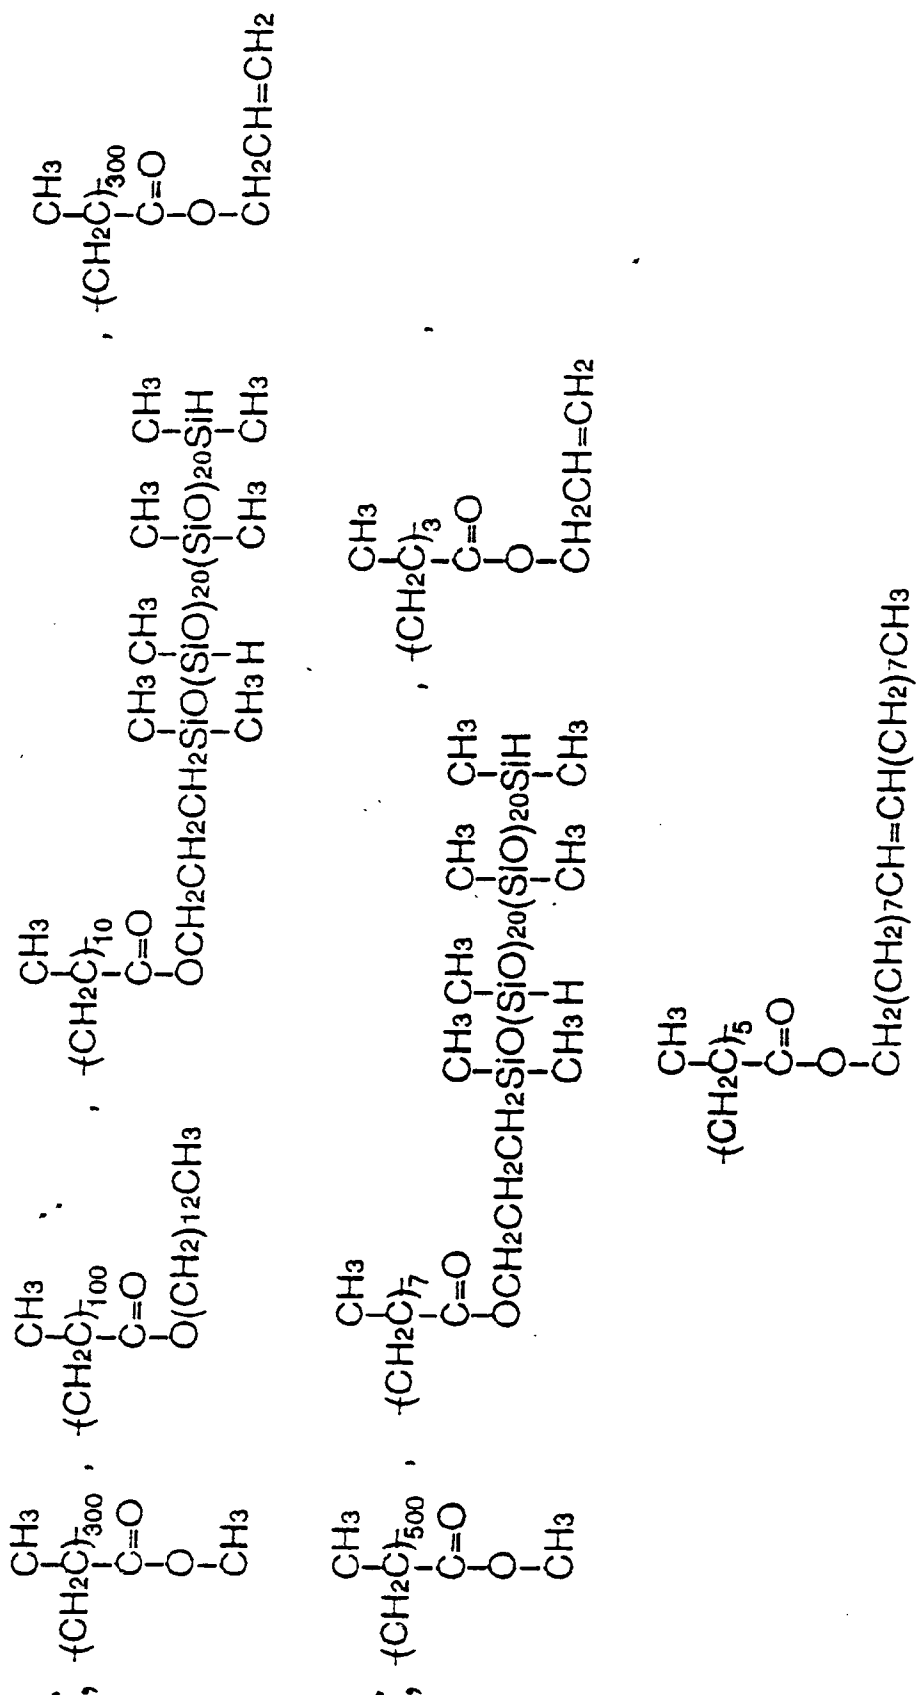 CH3 CH3 CH3 CH3
, -(CH2C)-300 , -(CH2C)-100 , -(CH2C)-10 , -(CH2C)-300
C=O C=O C=O CH3 CH3 CH3 CH3 C=O
O O(CH2)12CH3 OCH2CH2CH2SiO(SiO)20(SiO)20SiH O
CH3 CH3 H CH3 CH3 CH2CH=CH2
CH3 CH3 CH3
, -(CH2C)-500 , -(CH2C)-7 , -(CH2C)-3 ,
C=O C=O CH3 CH3 CH3 CH3 C=O
O OCH2CH2CH2SiO(SiO)20(SiO)20SiH O
CH3 CH3 H CH3 CH3 CH2CH=CH2
CH3
-(CH2C)-5
C=O
O
CH2(CH2)7CH=CH(CH2)7CH3